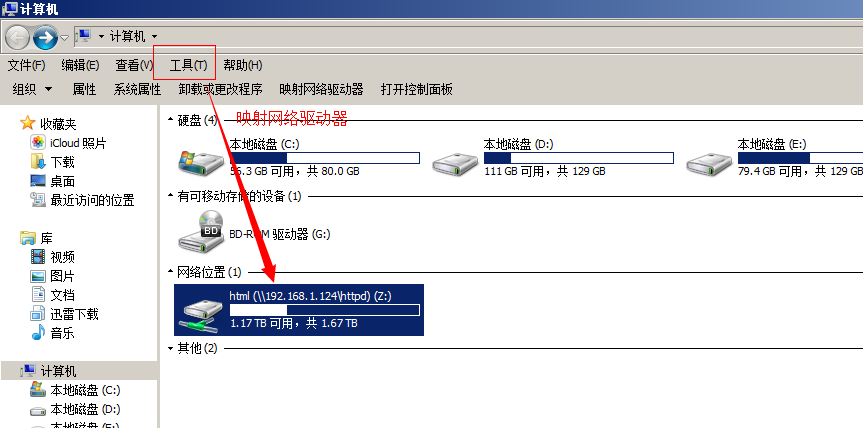 计算机
计算机
文件(F) 编辑(E) 查看(V) 工具(T) 帮助(H)
组织 属性 系统属性 卸载或更改程序 映射网络驱动器 打开控制面板
收藏夹
iCloud 照片
下载
桌面
最近访问的位置
库
视频
图片
文档
迅雷下载
音乐
计算机
本地磁盘 (C:)
本地磁盘 (D:)
本地磁盘 (E:)
硬盘 (4)
映射网络驱动器
本地磁盘 (C:)
56.3 GB 可用，共 80.0 GB
本地磁盘 (D:)
111 GB 可用，共 129 GB
本地磁盘 (E:)
79.4 GB 可用，共 129 GB
有可移动存储的设备 (1)
BD
BD-ROM 驱动器 (G:)
网络位置 (1)
html (\\192.168.1.124\httpd) (Z:)
1.17 TB 可用，共 1.67 TB
其他 (2)